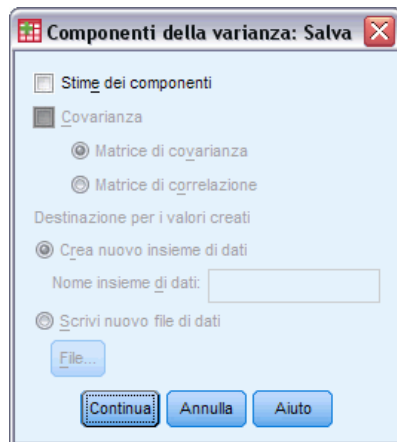 Componenti della varianza: Salva
Stime dei componenti
Covarianza
Matrice di covarianza
Matrice di correlazione
Destinazione per i valori creati
Crea nuovo insieme di dati
Nome insieme di dati:
Scrivi nuovo file di dati
File...
Continua Annulla Aiuto